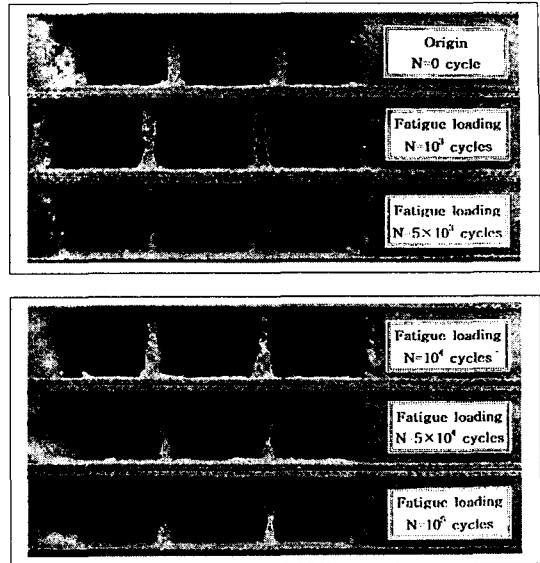 Origin
N=0 cycle
Fatigue loading
N=10³ cycles
Fatigue loading
N=5×10³ cycles
Fatigue loading
N=10⁴ cycles
Fatigue loading
N=5×10⁴ cycles
Fatigue loading
N=10⁵ cycles